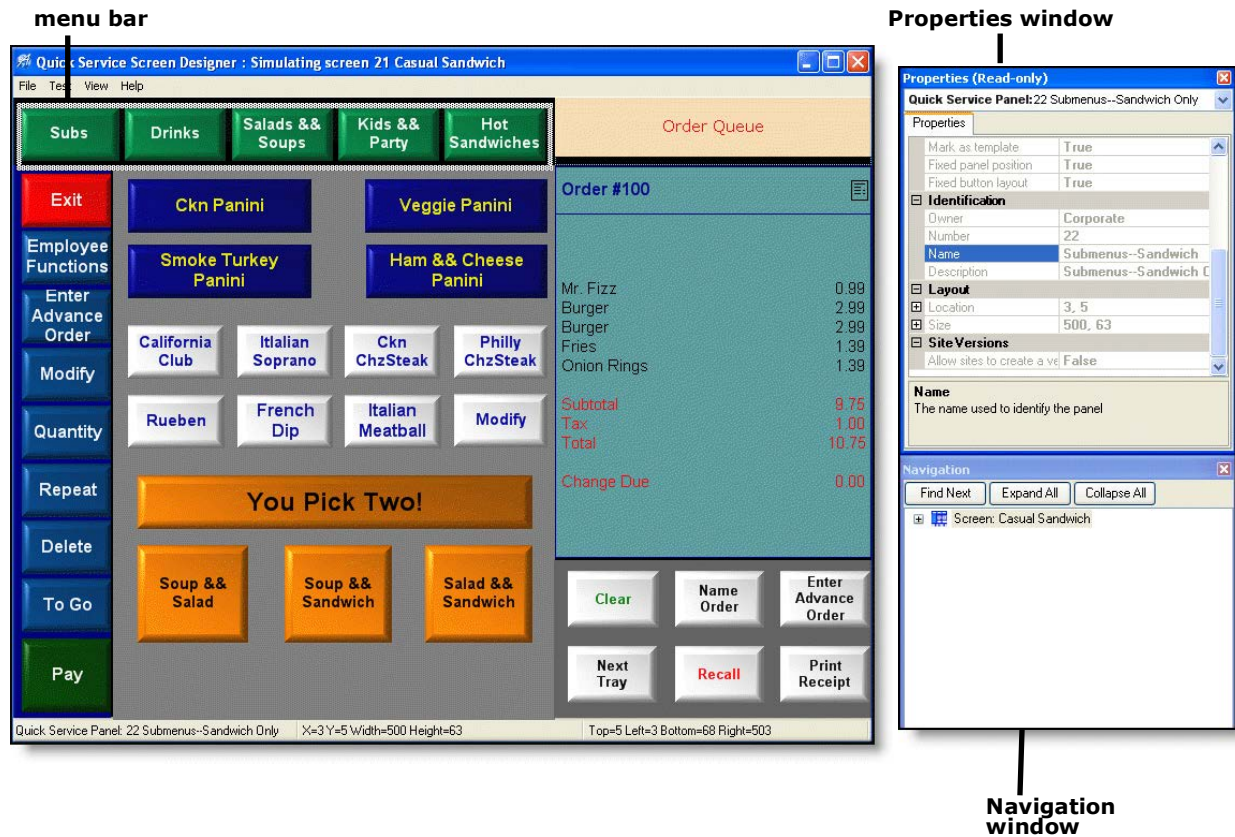 menu bar
Properties window
Quick Service Screen Designer : Simulating screen 21 Casual Sandwich
File Test View Help
Subs
Drinks
Salads &&
Soups
Kids &&
Party
Hot
Sandwiches
Order Queue
Exit
Employee
Functions
Enter
Advance
Order
Modify
Quantity
Repeat
Delete
To Go
Pay
Ckn Panini
Veggie Panini
Smoke Turkey
Panini
Ham && Cheese
Panini
California
Club
Itlalian
Soprano
Ckn
ChzSteak
Philly
ChzSteak
Rueben
French
Dip
Italian
Meatball
Modify
You Pick Two!
Soup &&
Salad
Soup &&
Sandwich
Salad &&
Sandwich
Order #100
Mr. Fizz 0.99
Burger 2.99
Burger 2.99
Fries 1.39
Onion Rings 1.39
Subtotal 9.75
Tax 1.00
Total 10.75
Change Due 0.00
Clear
Name
Order
Enter
Advance
Order
Next
Tray
Recall
Print
Receipt
Quick Service Panel: 22 Submenus--Sandwich Only X=3 Y=5 Width=500 Height=63 Top=5 Left=3 Bottom=68 Right=503
Properties (Read-only)
Quick Service Panel:22 Submenus--Sandwich Only
Properties
Mark as template True
Fixed panel position True
Fixed button layout True
Identification
Owner Corporate
Number 22
Name Submenus--Sandwich
Description Submenus--Sandwich
Layout
Location 3, 5
Size 500, 63
Site Versions
Allow sites to create a ve False
Name
The name used to identify the panel
Navigation
Find Next Expand All Collapse All
Screen: Casual Sandwich
Navigation
window